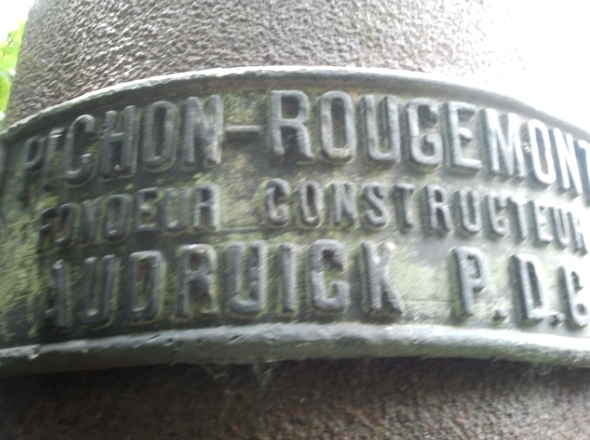 PICHON-ROUGEMONT
FONDEUR CONSTRUCTEUR
AUDRUICK P.D.C